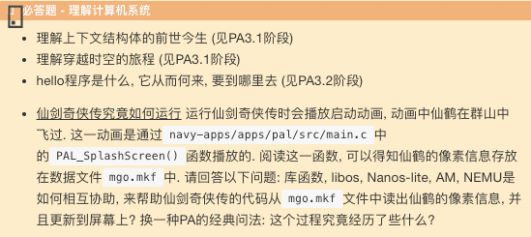 必答题 - 理解计算机系统
理解上下文结构体的前世今生 (见PA3.1阶段)
理解穿越时空的旅程 (见PA3.1阶段)
hello程序是什么, 它从而何来, 要到哪里去 (见PA3.2阶段)
仙剑奇侠传究竟如何运行 运行仙剑奇侠传时会播放启动动画, 动画中仙鹤在群山中
飞过. 这一动画是通过 navy-apps/apps/pal/src/main.c 中
的 PAL_SplashScreen() 函数播放的. 阅读这一函数, 可以得知仙鹤的像素信息存放
在数据文件 mgo.mkf 中. 请回答以下问题: 库函数, libos, Nanos-lite, AM, NEMU是
如何相互协助, 来帮助仙剑奇侠传的代码从 mgo.mkf 文件中读出仙鹤的像素信息, 并
且更新到屏幕上? 换一种PA的经典问法: 这个过程究竟经历了些什么?